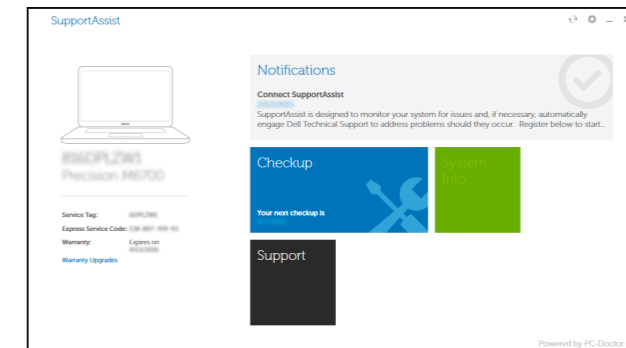 SupportAssist
Notifications
Connect SupportAssist
SupportAssist is designed to monitor your system for issues and, if necessary, automatically
engage Dell Technical Support to address problems should they occur. Register below to start...
Precision M6700
Service Tag:
Express Service Code:
Warranty: Expires on
Warranty Upgrades
Checkup
Your next checkup is
System
Info
Support
Powered by PC-Doctor